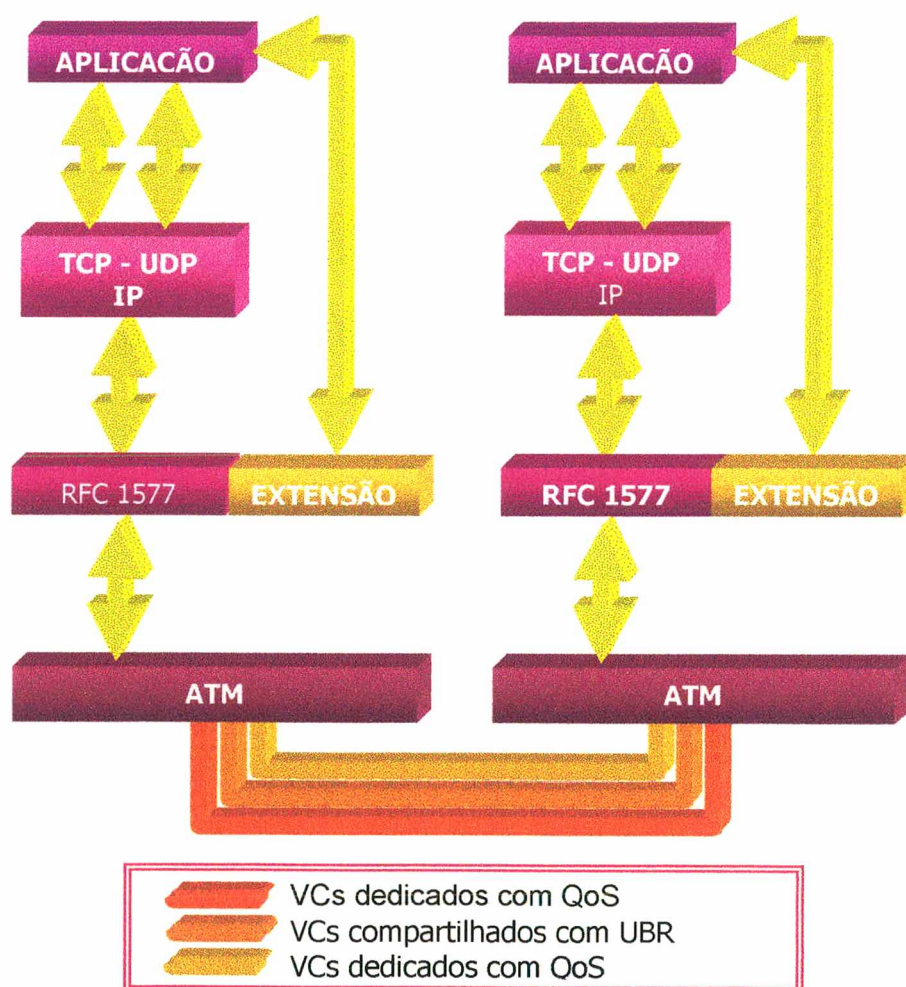 APLICACÃO
APLICACÃO
TCP - UDP
IP
TCP - UDP
IP
RFC 1577
EXTENSÃO
RFC 1577
EXTENSÃO
ATM
ATM
VCs dedicados com QoS
VCs compartilhados com UBR
VCs dedicados com QoS